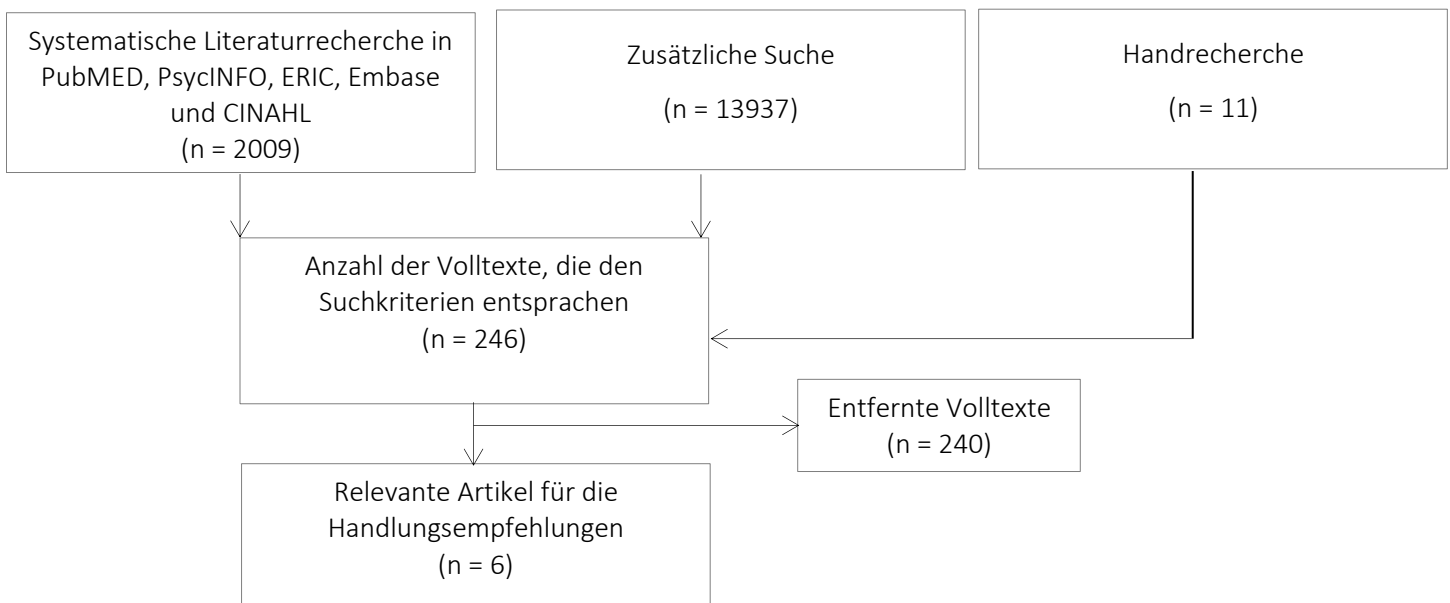 Systematische Literaturrecherche in
PubMED, PsycINFO, ERIC, Embase
und CINAHL
(n = 2009)
Zusätzliche Suche
(n = 13937)
Handrecherche
(n = 11)
Anzahl der Volltexte, die den
Suchkriterien entsprachen
(n = 246)
Entfernte Volltexte
(n = 240)
Relevante Artikel für die
Handlungsempfehlungen
(n = 6)